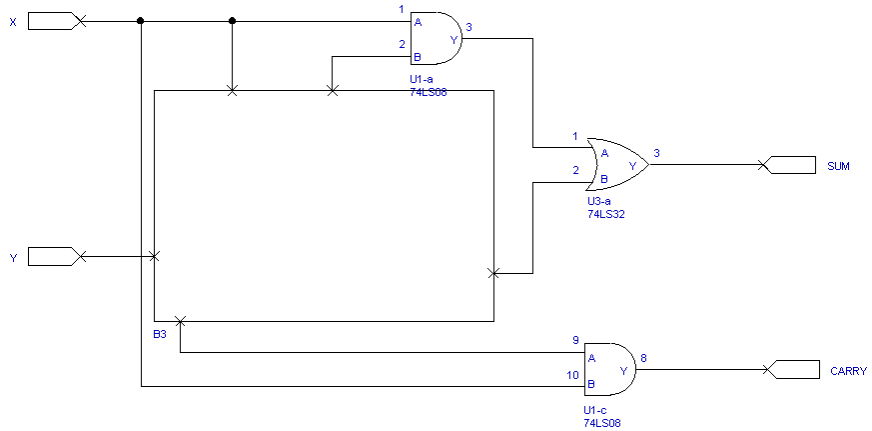 X
1
A
2
B
Y
3
U1-a
74LS08
1
A
2
B
Y
3
U3-a
74LS32
SUM
Y
B3
9
A
10
B
Y
8
U1-c
74LS08
CARRY